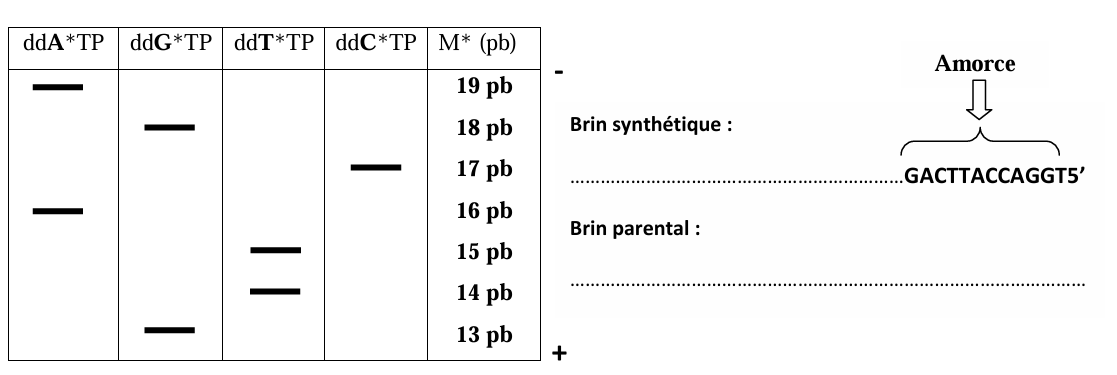 ddA*TP ddG*TP ddT*TP ddC*TP M* (pb)
19 pb
18 pb
17 pb
16 pb
15 pb
14 pb
13 pb
-
+
Amorce
Brin synthétique :
…………………………………………………………GACTTACCAGGT5’
Brin parental :
…………………………………………………………………………………………